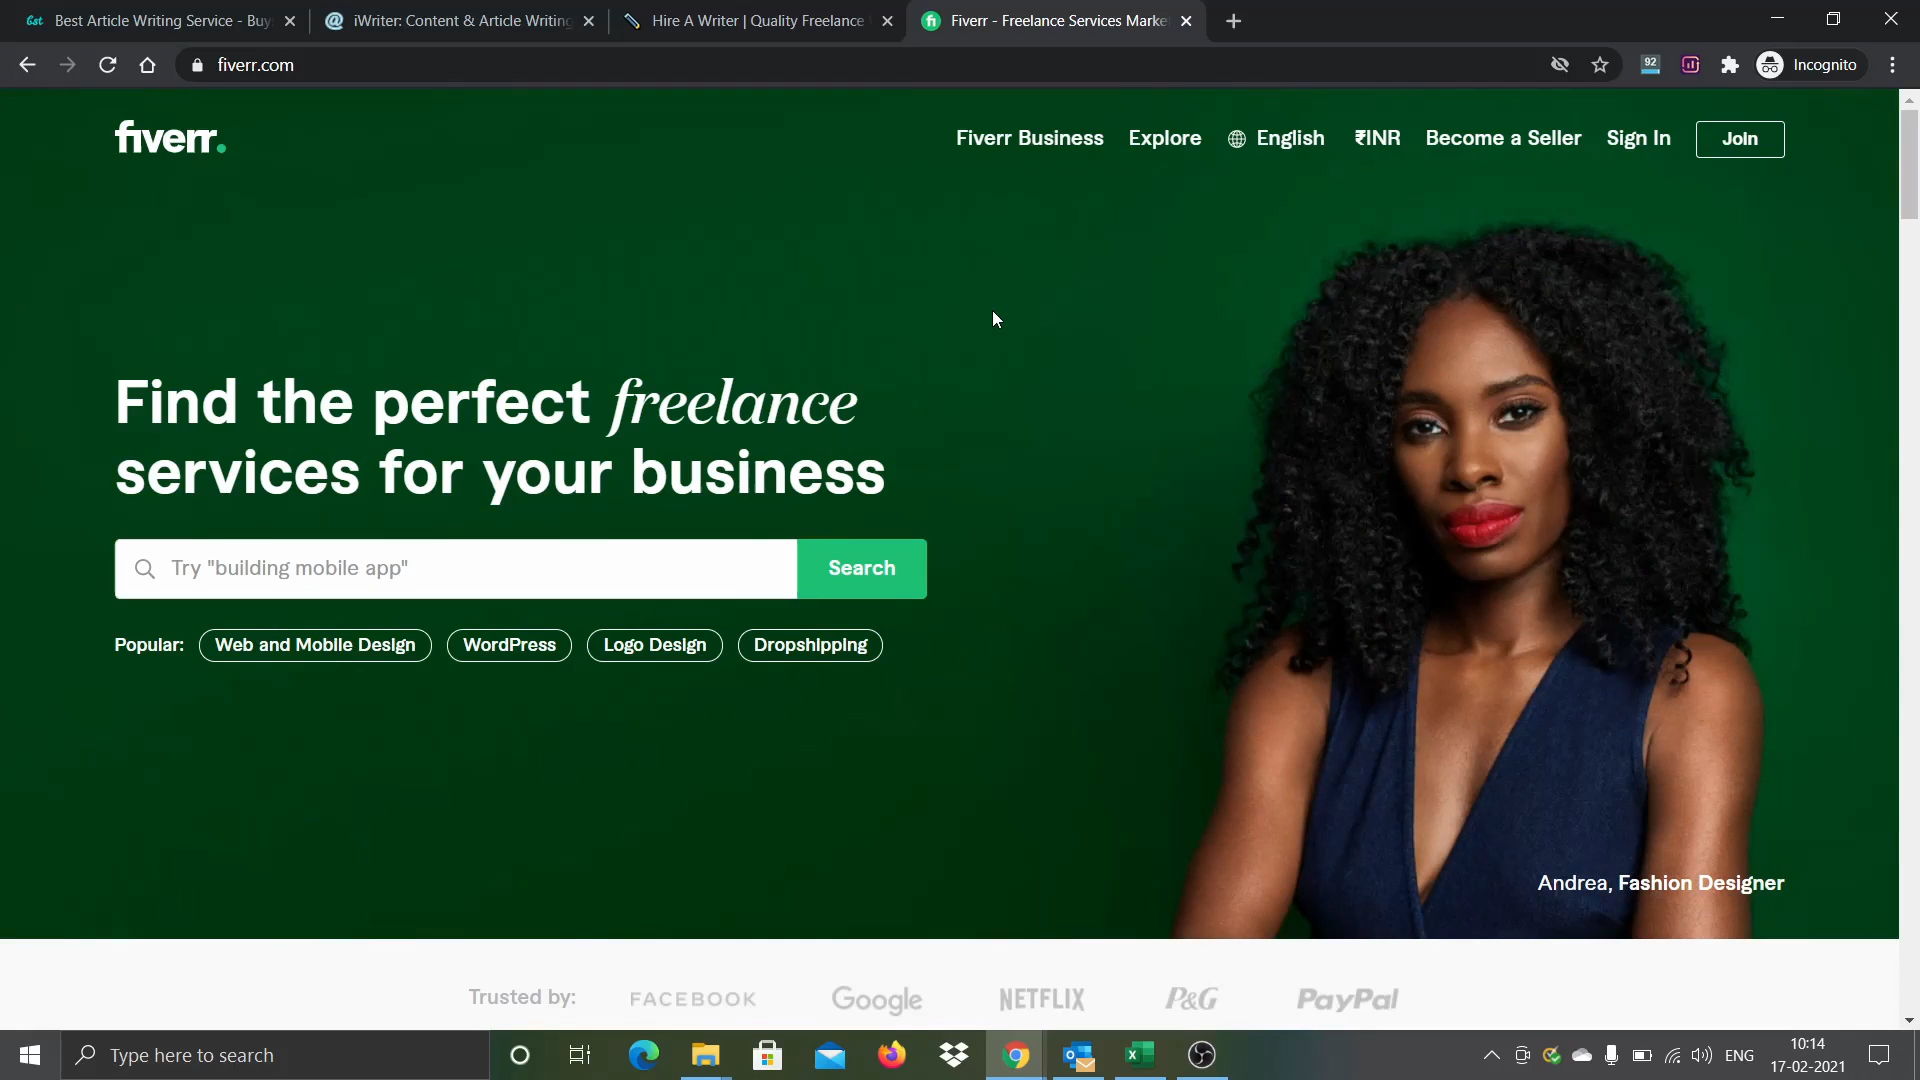 6st Best Article Writing Service - Buy
iWriter: Content & Article Writing
Hire A Writer | Quality Freelance
Fiverr - Freelance Services Marke
fiverr.com
92
Incognito
fiverr.
Fiverr Business Explore English ₹INR Become a Seller Sign In Join
Find the perfect freelance
services for your business
Try "building mobile app" Search
Popular: Web and Mobile Design WordPress Logo Design Dropshipping
Andrea, Fashion Designer
Trusted by: FACEBOOK Google NETFLIX P&G PayPal
Type here to search
ENG
10:14
17-02-2021